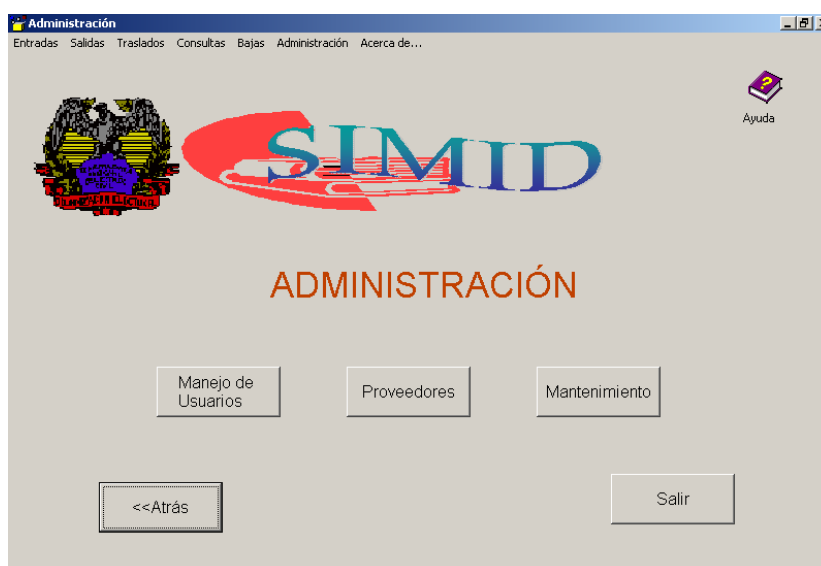 Administración
Entradas Salidas Traslados Consultas Bajas Administración Acerca de...
Ayuda
SIMID
ADMINISTRACIÓN
Manejo de
Usuarios
Proveedores
Mantenimiento
<<Atrás
Salir